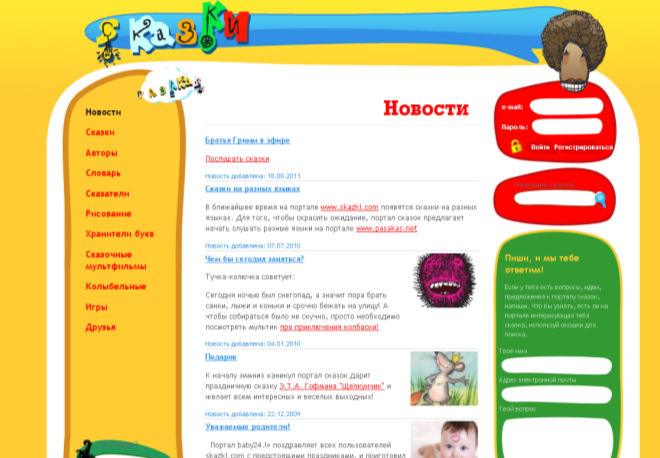 сказки
сказка
Новости
Сказки
Авторы
Словарь
Сказатели
Рисование
Хранители букв
Сказочные
мультфильмы
Колыбельные
Игры
Друзья
Новости
Братья Гримм в эфире
Послушать сказки
Новость добавлена: 18.08.2011
Сказки на разных языках
В ближайшее время на портале www.skazki.com появятся сказки на разных
языках. Для того, чтобы скрасить ожидание, портал сказок предлагает
начать слушать разные языки на портале www.pasakas.net
Новость добавлена: 07.07.2010
Чем бы сегодня заняться?
Тучка-колючка советует:
Сегодня ночью был снегопад, а значит пора брать
санки, лыжи и коньки и срочно бежать на улицу! А
чтобы собираться было не скучно, просто необходимо
посмотреть мультик про приключения колбаски!
Новость добавлена: 04.01.2010
Подарок
К началу зимних каникул портал сказок дарит
праздничную сказку Э.Т.А. Гофмана "Щелкунчик" и
желает всем интересных и веселых выходных!
Новость добавлена: 22.12.2009
Уважаемые родители!
Портал baby24.lv поздравляет всех пользователей
skazki.com с предстоящими праздниками, и приготовил
e-mail:
Пароль:
Войти Регистрироваться
Название сказки
Пиши, и мы тебе
ответим!
Если у тебя есть вопросы, идеи,
предложения к порталу сказок,
напиши. Что бы узнать, есть ли на
портале интересующая тебя
сказка, используй окошки для
поиска.
Твое имя
Адрес электронной почты
Твой вопрос